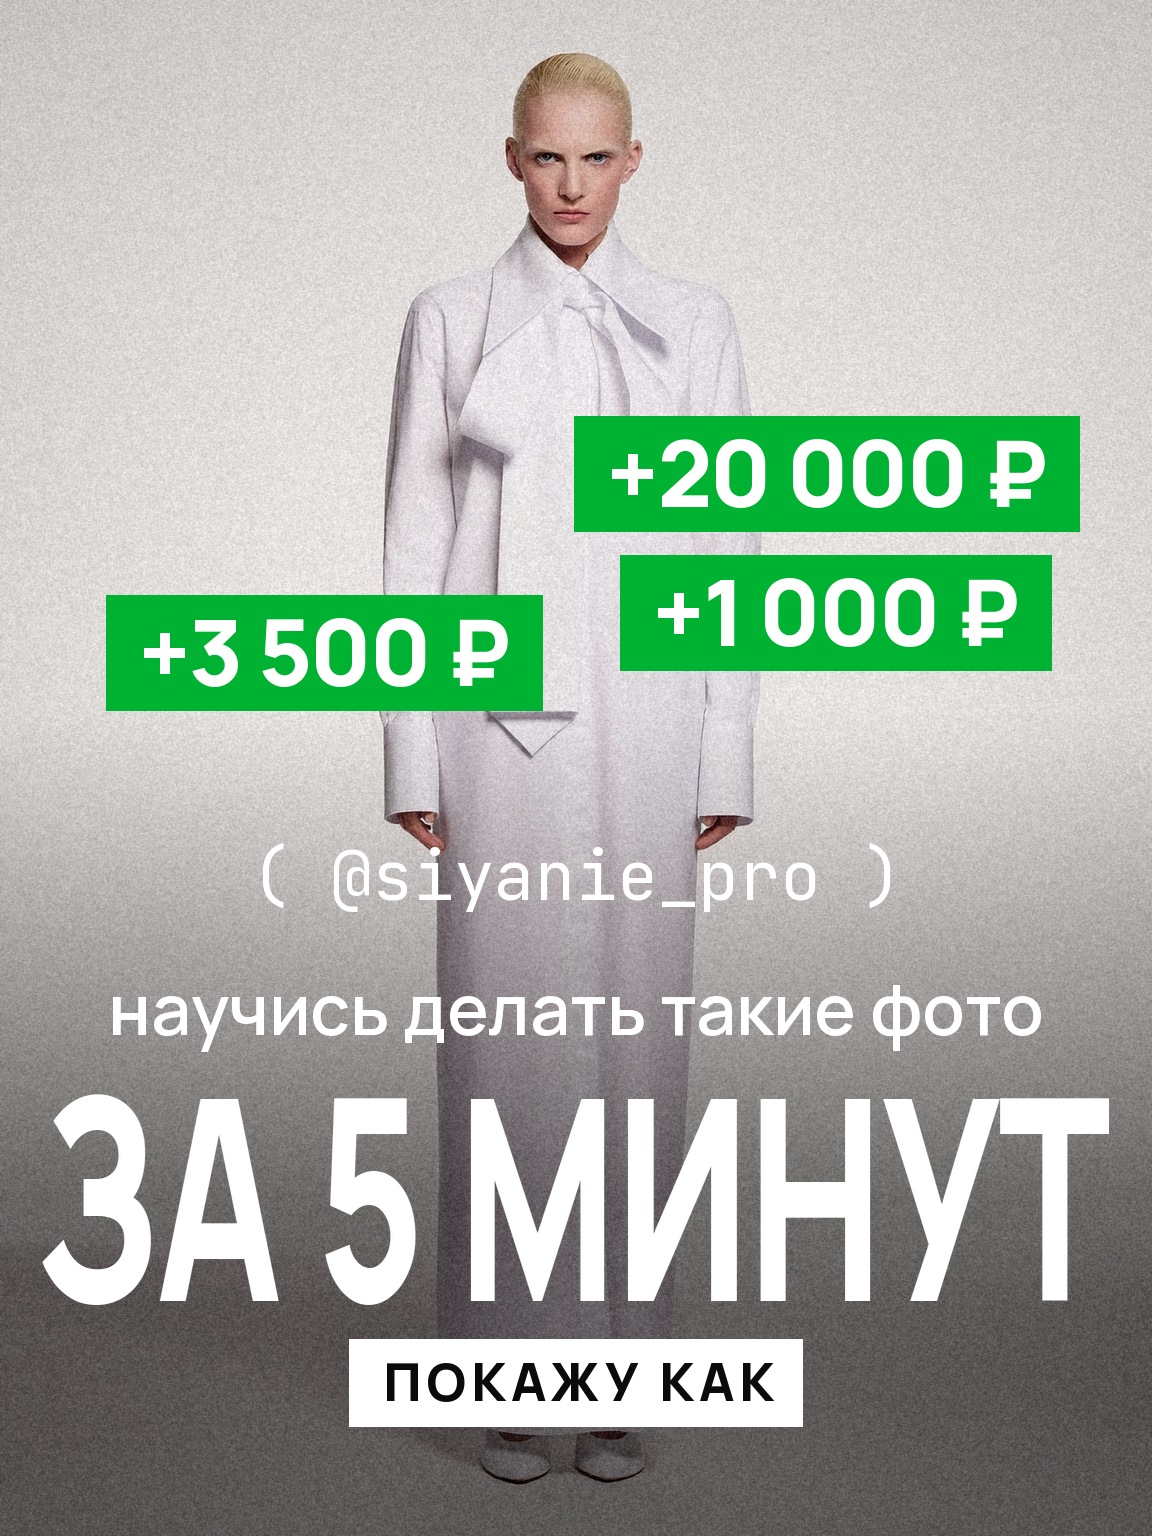 +20 000 ₽
+1 000 ₽
+3 500 ₽
( @siyanie_pro )
научись делать такие фото
ЗА 5 МИНУТ
ПОКАЖУ КАК